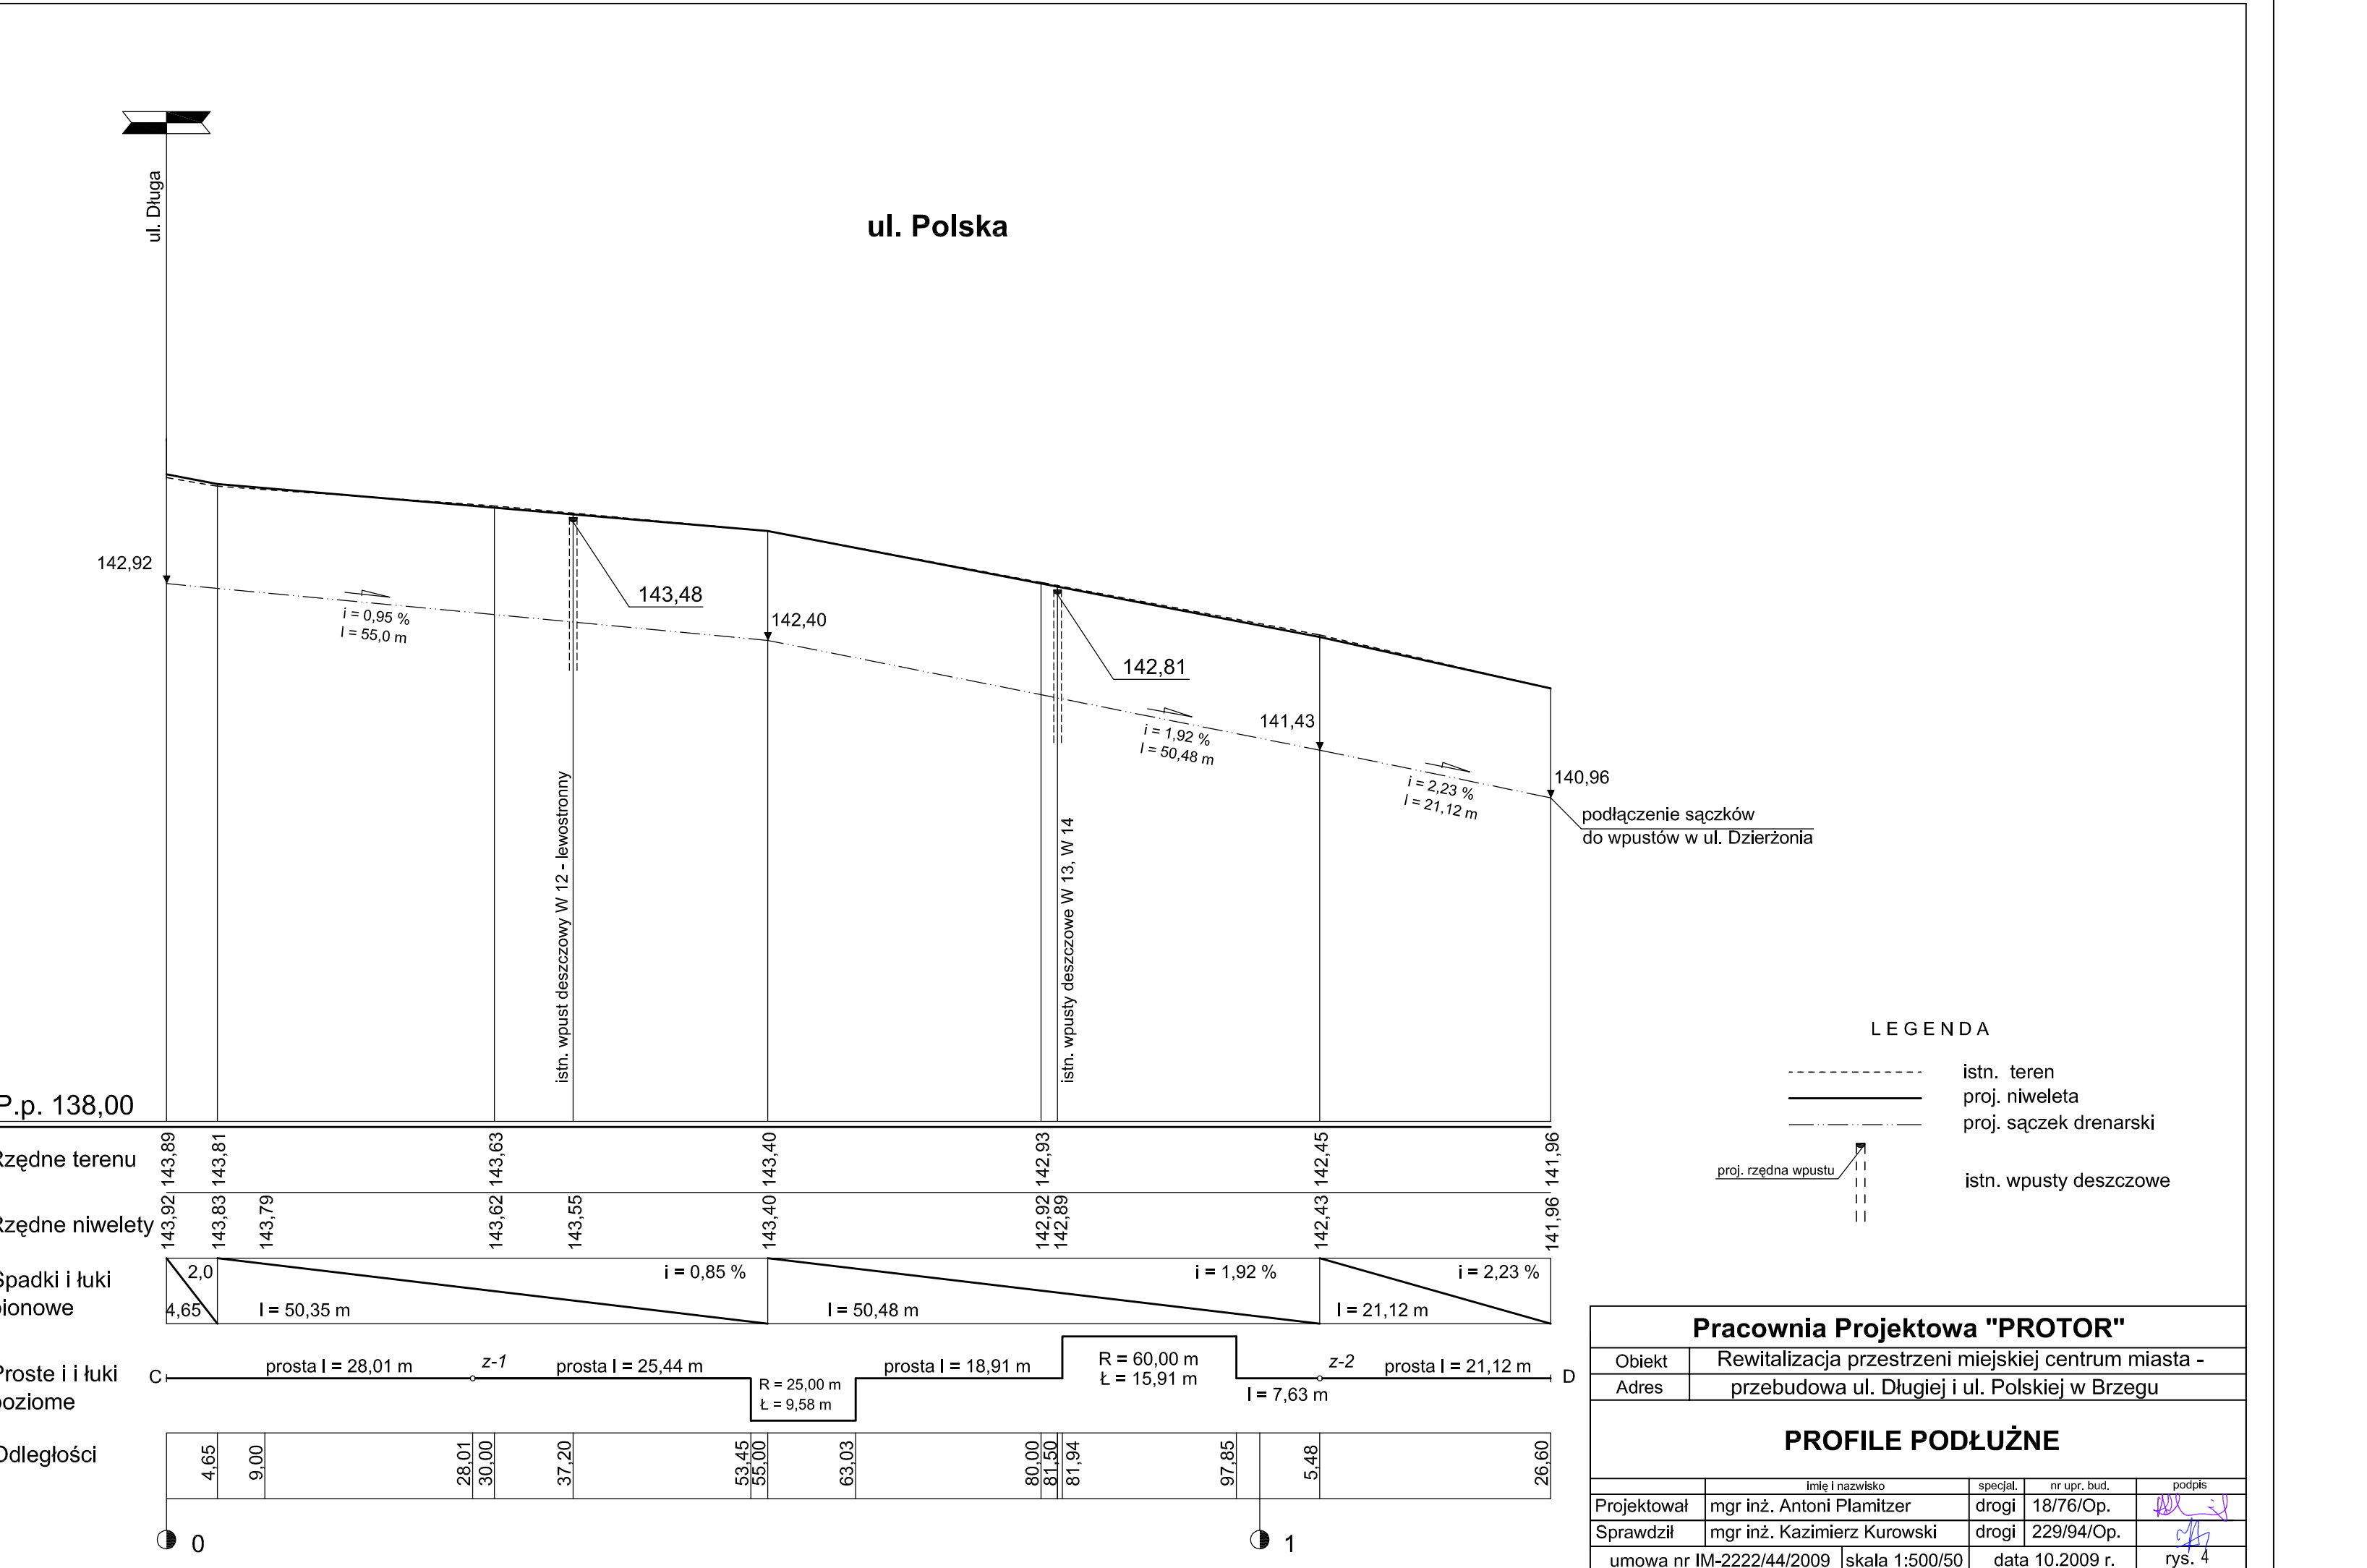 ul. Długa
ul. Polska
142,92
i = 0,95 %
l = 55,0 m
143,48
142,40
142,81
i = 1,92 %
l = 50,48 m
141,43
i = 2,23 %
l = 21,12 m
140,96
podłączenie sączków
do wpustów w ul. Dzierżonia
istn. wpust deszczowy W 12 - lewostronny
istn. wpusty deszczowe W 13, W 14
L E G E N D A
istn. teren
proj. niweleta
proj. sączek drenarski
proj. rzędna wpustu
istn. wpusty deszczowe
P.p. 138,00
Rzędne terenu 143,89 143,81 143,63 143,40 142,93 142,45 141,96
Rzędne niwelety 143,92 143,83 143,79 143,62 143,55 143,40 142,92 142,89 142,43 141,96
Spadki i łuki
pionowe
2,0 i = 0,85 % i = 1,92 % i = 2,23 %
4,65 l = 50,35 m l = 50,48 m l = 21,12 m
Proste i i łuki
poziome
C prosta l = 28,01 m z-1 prosta l = 25,44 m
R = 25,00 m
Ł = 9,58 m
prosta l = 18,91 m
R = 60,00 m
Ł = 15,91 m
l = 7,63 m
z-2 prosta l = 21,12 m D
Odległości 4,65 9,00 28,01 30,00 37,20 53,45 55,00 63,03 80,00 81,50 81,94 97,85 5,48 26,60
0 1
Pracownia Projektowa "PROTOR"
Obiekt Rewitalizacja przestrzeni miejskiej centrum miasta -
Adres przebudowa ul. Długiej i ul. Polskiej w Brzegu
PROFILE PODŁUŻNE
imię i nazwisko specjal. nr upr. bud. podpis
Projektował mgr inż. Antoni Plamitzer drogi 18/76/Op.
Sprawdził mgr inż. Kazimierz Kurowski drogi 229/94/Op.
umowa nr IM-2222/44/2009 skala 1:500/50 data 10.2009 r. rys. 4